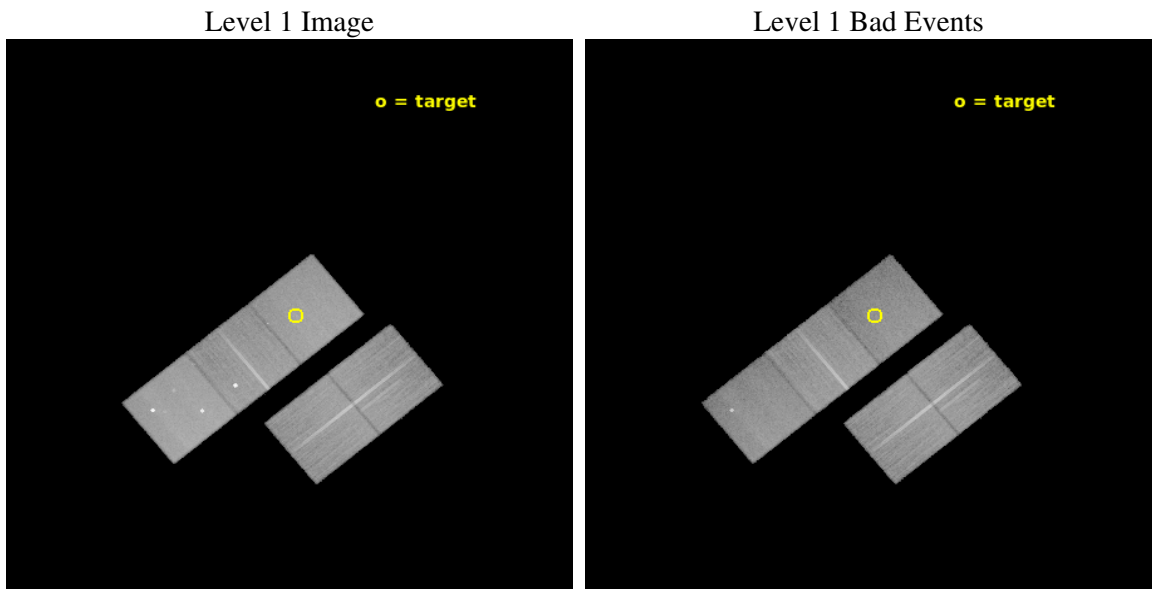 Level 1 Image
Level 1 Bad Events
o = target
o = target